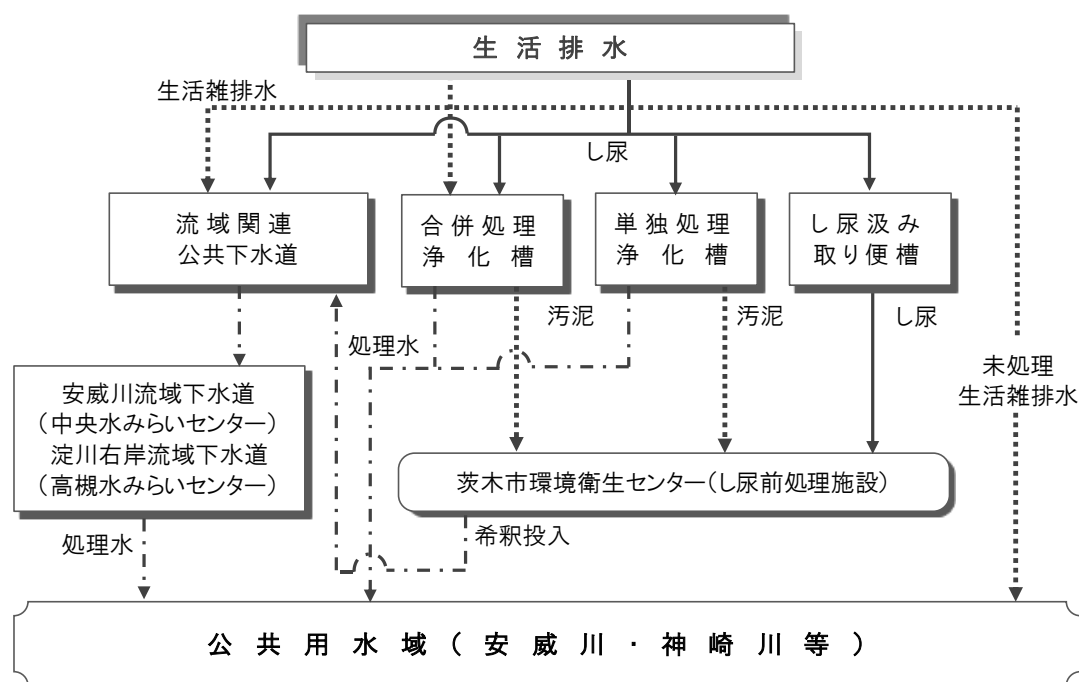 生活排水
生活雑排水
し尿
流域関連
公共下水道
合併処理
浄化槽
単独処理
浄化槽
し尿汲み
取り便槽
汚泥
汚泥
し尿
処理水
未処理
生活雑排水
安威川流域下水道
（中央水みらいセンター）
淀川右岸流域下水道
（高槻水みらいセンター）
茨木市環境衛生センター（し尿前処理施設）
希釈投入
処理水
公共用水域（安威川・神崎川等）